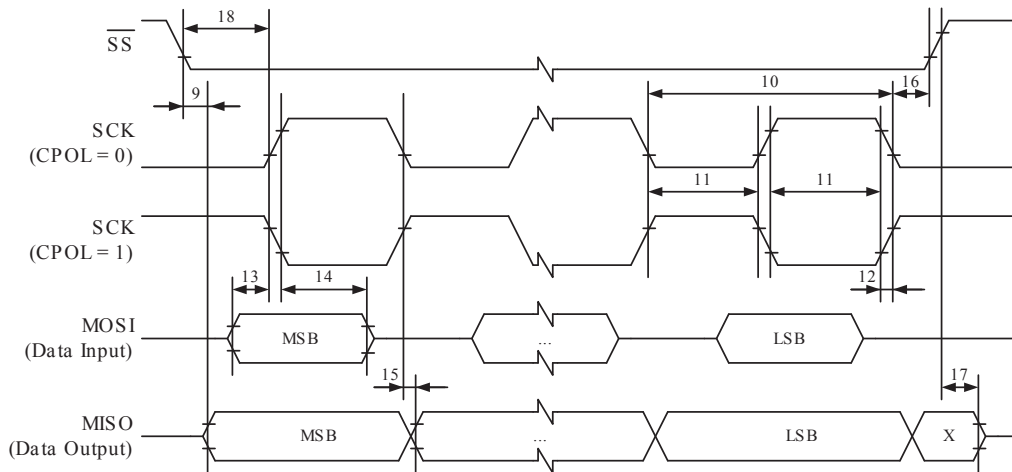 18
SS
9
10
16
SCK
(CPOL = 0)
11
11
SCK
(CPOL = 1)
13
14
12
MOSI
(Data Input)
MSB
...
LSB
15
17
MISO
(Data Output)
MSB
...
LSB
X